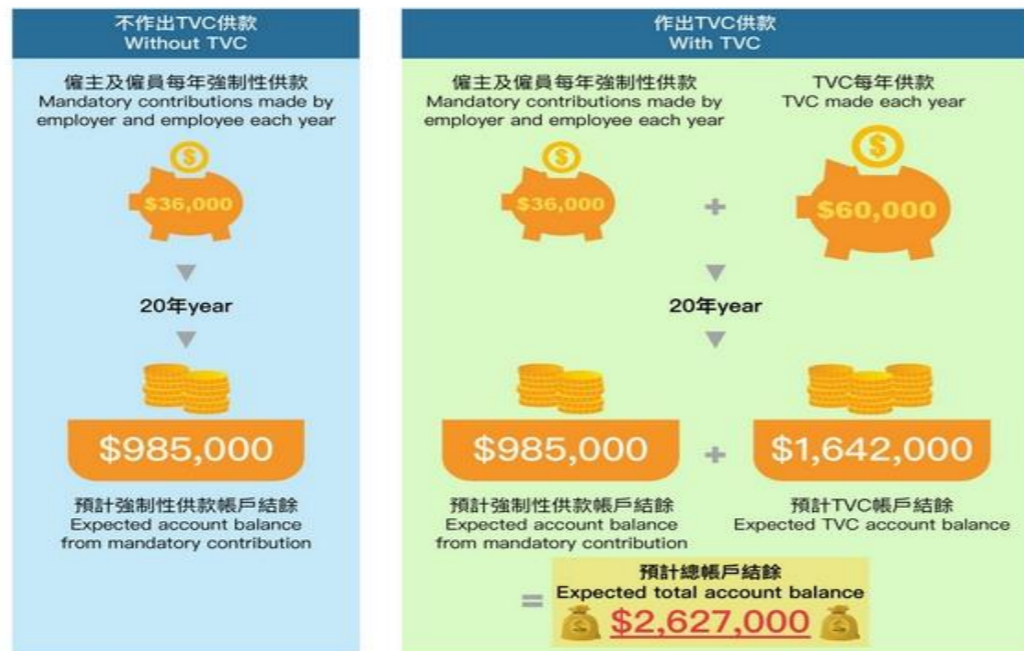 不作出TVC供款
Without TVC
僱主及僱員每年強制性供款
Mandatory contributions made by
employer and employee each year
$
$36,000
20年year
$985,000
預計強制性供款帳戶結餘
Expected account balance
from mandatory contribution
作出TVC供款
With TVC
僱主及僱員每年強制性供款
Mandatory contributions made by
employer and employee each year
$
$36,000
+
TVC每年供款
TVC made each year
$
$60,000
20年year
$985,000
+
$1,642,000
預計強制性供款帳戶結餘
Expected account balance
from mandatory contribution
預計TVC帳戶結餘
Expected TVC account balance
=
預計總帳戶結餘
Expected total account balance
$ $2,627,000 $